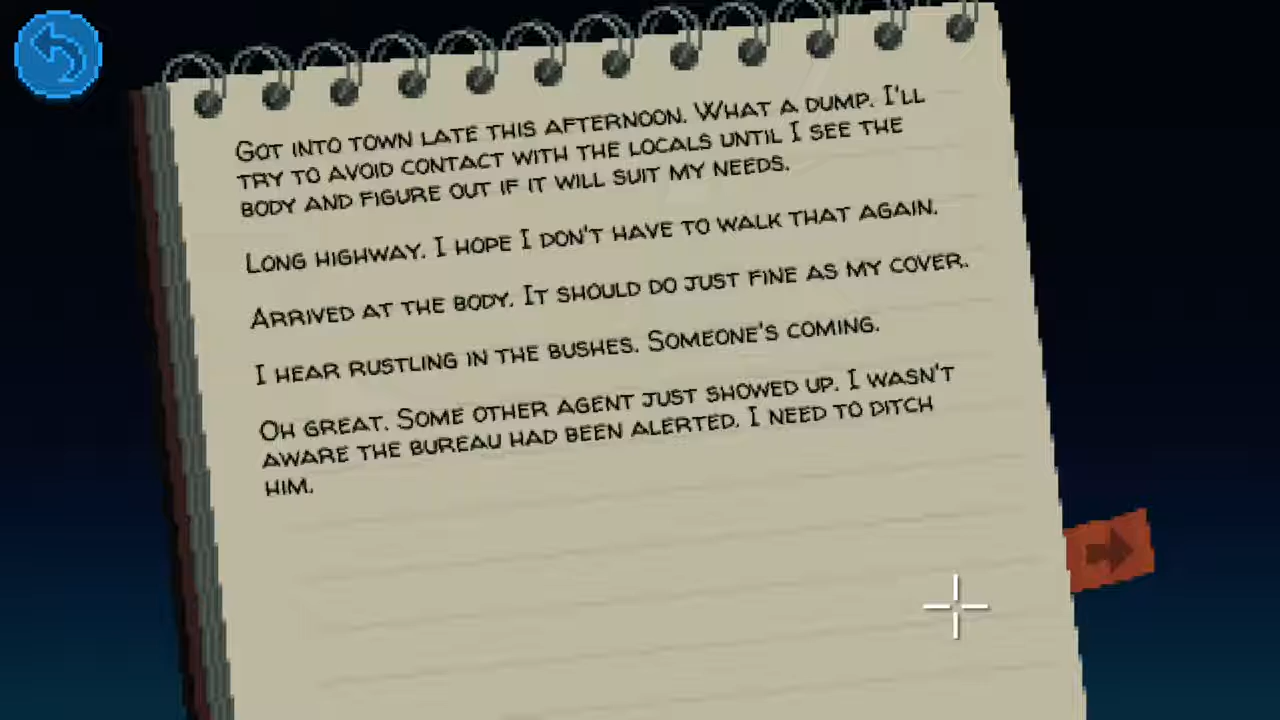 Got into town late this afternoon. What a dump. I'll
try to avoid contact with the locals until I see the
body and figure out if it will suit my needs.
Long highway. I hope I don't have to walk that again.
Arrived at the body. It should do just fine as my cover.
I hear rustling in the bushes. Someone's coming.
Oh great. Some other agent just showed up. I wasn't
aware the bureau had been alerted. I need to ditch
him.